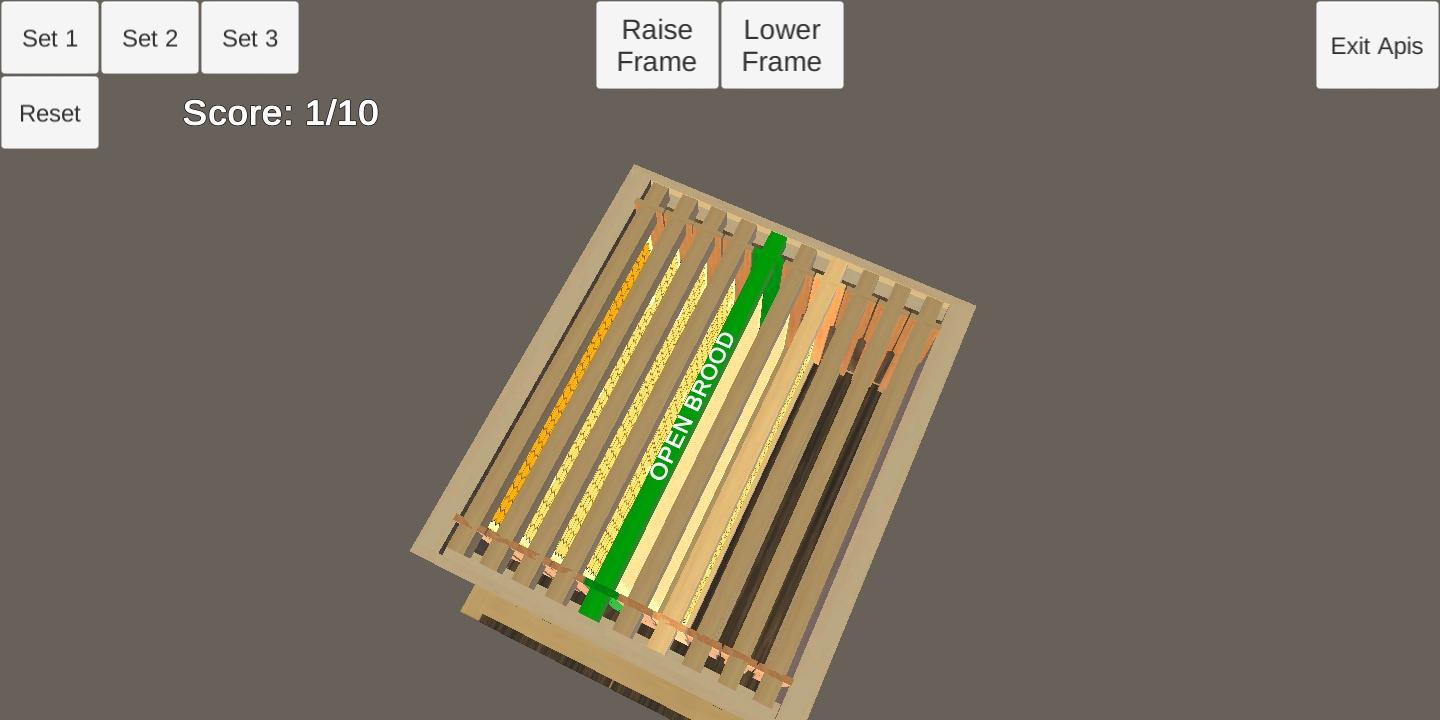 Set 1
Set 2
Set 3
Raise
Frame
Lower
Frame
Exit Apis
Reset
Score: 1/10
OPEN BROOD